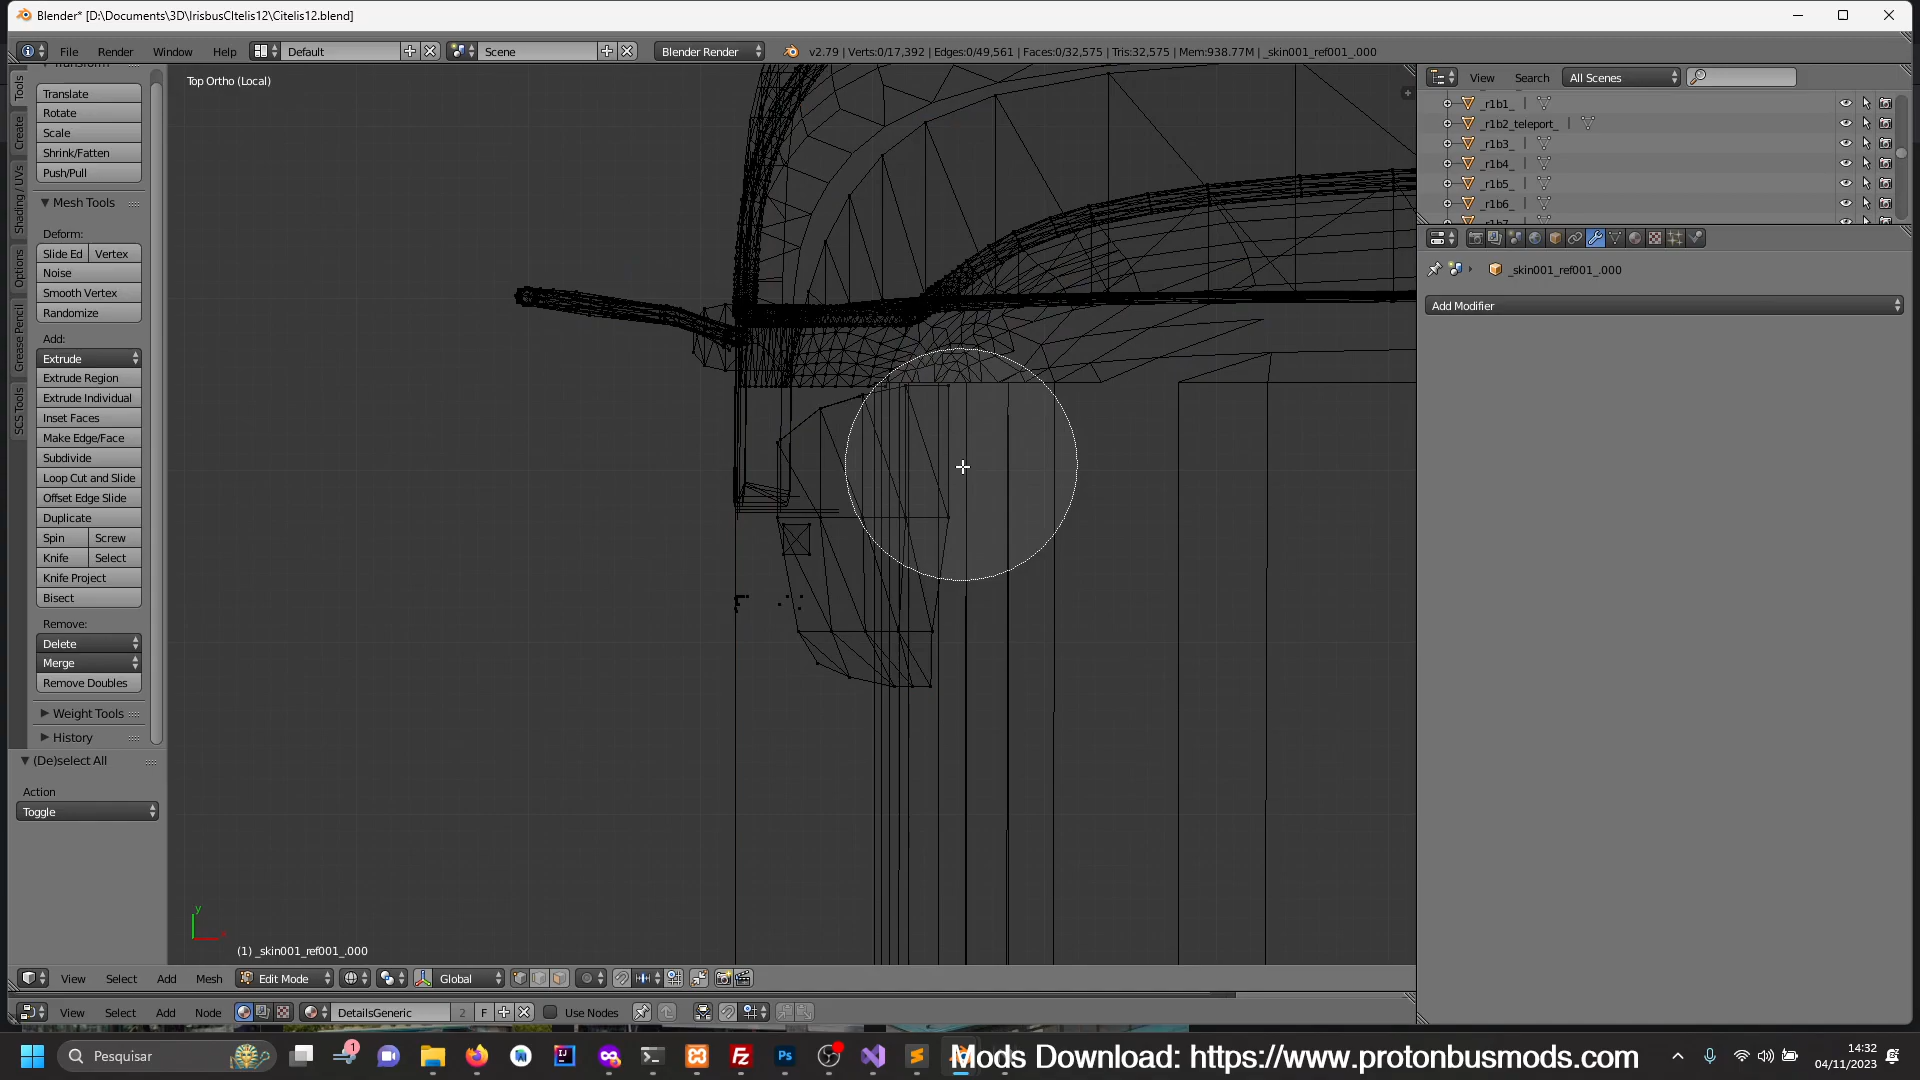 Blender* [D:\Documents\3D\IrisbusCItelis12\Citelis12.blend]
File Render Window Help Default Scene Blender Render v2.79 | Verts:0/17,392 | Edges:0/49,561 | Faces:0/32,575 | Tris:32,575 | Mem:938.77M | _skin001_ref001_.000
Transform
Translate
Rotate
Scale
Shrink/Fatten
Push/Pull
Mesh Tools
Deform:
Slide Ed Vertex
Noise
Smooth Vertex
Randomize
Add:
Extrude
Extrude Region
Extrude Individual
Inset Faces
Make Edge/Face
Subdivide
Loop Cut and Slide
Offset Edge Slide
Duplicate
Spin Screw
Knife Select
Knife Project
Bisect
Remove:
Delete
Merge
Remove Doubles
Weight Tools
History
(De)select All
Action
Toggle
Tools
Create
Shading / UVs
Options
Grease Pencil
SCS Tools
Top Ortho (Local)
y
(1) _skin001_ref001_.000
View Select Add Mesh Edit Mode Global
View Select Add Node DetailsGeneric 2 F Use Nodes
View Search All Scenes
_r1b1_
_r1b2_teleport_
_r1b3_
_r1b4_
_r1b5_
_r1b6_
_r1b7_
_skin001_ref001_.000
Add Modifier
Pesquisar
1
Mods Download: https://www.protonbusmods.com
14:32
04/11/2023